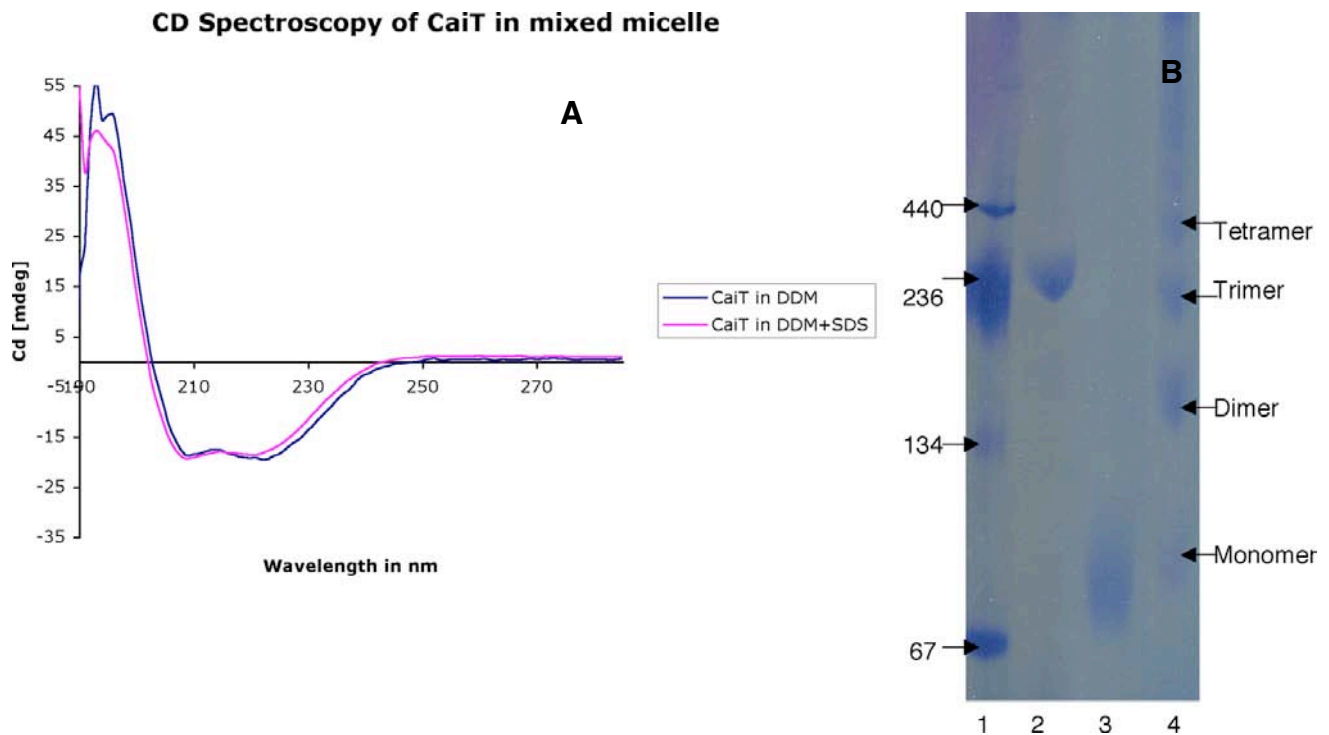 CD Spectroscopy of CaiT in mixed micelle
A
Cd [mdeg]
55
45
35
25
15
5
-5
-15
-25
-35
190 210 230 250 270
Wavelength in nm
CaiT in DDM
CaiT in DDM+SDS
B
440
236
134
67
Tetramer
Trimer
Dimer
Monomer
1 2 3 4